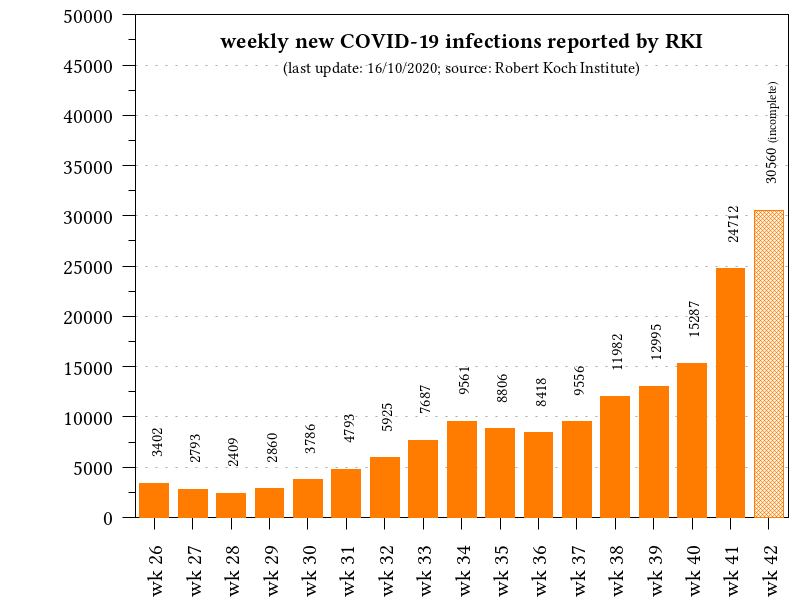 weekly new COVID-19 infections reported by RKI
(last update: 16/10/2020; source: Robert Koch Institute)
50000
45000
40000
35000
30000
25000
20000
15000
10000
5000
0
3402
2793
2409
2860
3786
4793
5925
7687
9561
8806
8418
9556
11982
12995
15287
24712
30560 (incomplete)
wk 26
wk 27
wk 28
wk 29
wk 30
wk 31
wk 32
wk 33
wk 34
wk 35
wk 36
wk 37
wk 38
wk 39
wk 40
wk 41
wk 42